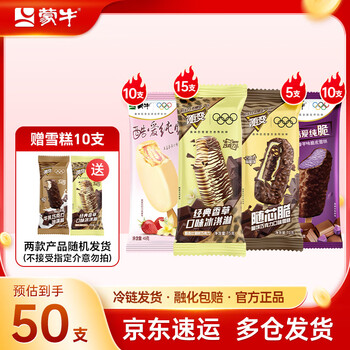 蒙牛
赠雪糕10支
送
两款产品随机发货
(不接受指定介意勿拍)
10支
15支
5支
10支
酷爱纯
经典香草
口味冰淇淋
随芯脆
爱纯脆
预估到手
50支
冷链发货·融化包赔·官方正品
京东速运 多仓发货